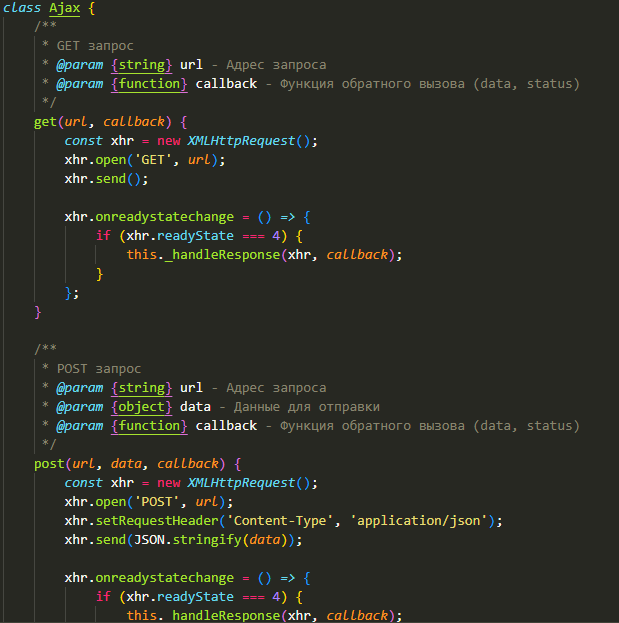 class Ajax {
    /**
     * GET запрос
     * @param {string} url - Адрес запроса
     * @param {function} callback - Функция обратного вызова (data, status)
     */
    get(url, callback) {
        const xhr = new XMLHttpRequest();
        xhr.open('GET', url);
        xhr.send();

        xhr.onreadystatechange = () => {
            if (xhr.readyState === 4) {
                this._handleResponse(xhr, callback);
            }
        };
    }

    /**
     * POST запрос
     * @param {string} url - Адрес запроса
     * @param {object} data - Данные для отправки
     * @param {function} callback - Функция обратного вызова (data, status)
     */
    post(url, data, callback) {
        const xhr = new XMLHttpRequest();
        xhr.open('POST', url);
        xhr.setRequestHeader('Content-Type', 'application/json');
        xhr.send(JSON.stringify(data));

        xhr.onreadystatechange = () => {
            if (xhr.readyState === 4) {
                this._handleResponse(xhr, callback);